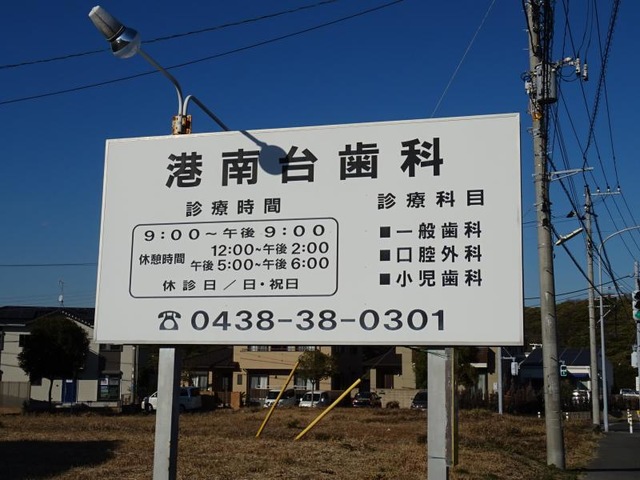 港南台歯科
診療時間
9:00~午後9:00
休憩時間 12:00~午後2:00
午後5:00~午後6:00
休診日/日・祝日
診療科目
■一般歯科
■口腔外科
■小児歯科
☎0438-38-0301